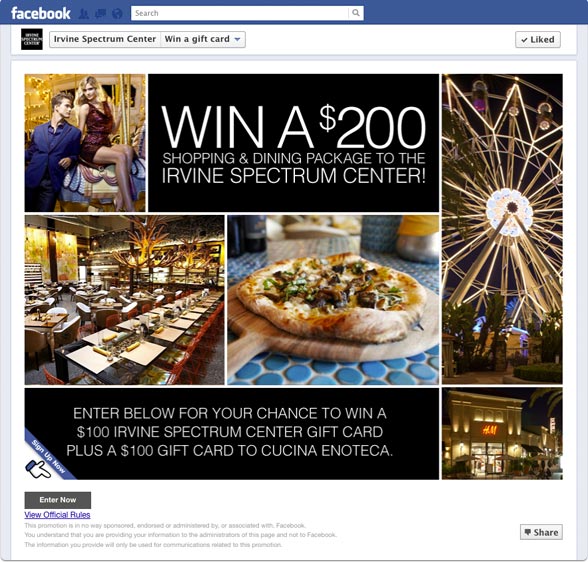 facebook
Search
IRVINE
SPECTRUM
CENTER
Irvine Spectrum Center
Win a gift card
✓ Liked
WIN A $200
SHOPPING & DINING PACKAGE TO THE
IRVINE SPECTRUM CENTER!
H&M
ENTER BELOW FOR YOUR CHANCE TO WIN A
$100 IRVINE SPECTRUM CENTER GIFT CARD
PLUS A $100 GIFT CARD TO CUCINA ENOTECA.
Sign Up Now
Enter Now
View Official Rules
This promotion is in no way sponsored, endorsed or administered by, or associated with, Facebook.
You understand that you are providing your information to the administrators of this page and not to Facebook.
The information you provide will only be used for communications related to this promotion.
Share